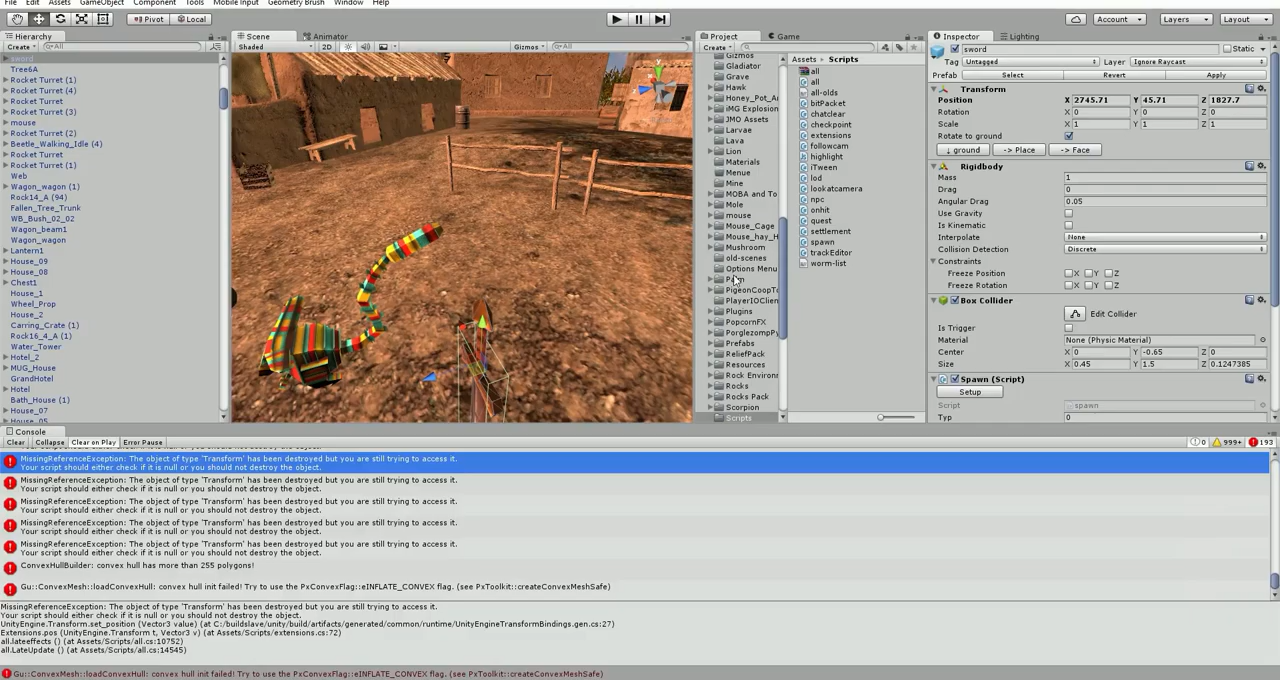 File Edit Assets GameObject Component Tools Mobile Input Geometry Brush Window Help
Pivot Local Account Layers Layout
Hierarchy
Create All
sword
Tree6A
Rocket Turret (1)
Rocket Turret (4)
Rocket Turret
Rocket Turret (3)
mouse
Rocket Turret (2)
Beetle_Walking_Idle (4)
Rocket Turret
Rocket Turret (1)
Web
Wagon_wagon (1)
Rock14_A (94)
Fallen_Tree_Trunk
WB_Bush_02_02
Wagon_beam1
Wagon_wagon
Lantern1
House_09
House_08
Chest1
House_1
Wheel_Prop
House_2
Carring_Crate (1)
Rock16_4_A (1)
Water_Tower
Hotel_2
MUG_House
GrandHotel
Hotel
Bath_House (1)
House_07
House_05
Scene Animator Game
Shaded 2D Gizmos All
Project
Create
Gizmos
Gladiator
Grave
Hawk
Honey_Pot_An
iMG Explosion
JMO Assets
Larvae
Lava
Lion
Materials
Menue
Mine
MOBA and To
Mole
mouse
Mouse_Cage
Mouse_hay_H
Mushroom
old-scenes
Options Menu
PigeonCoopTo
PlayerIOClien
Plugins
PopcornFX
PorglezompPy
Prefabs
ReliefPack
Resources
Rock Environm
Rocks
Rocks Pack
Scorpion
Scripts
Assets Scripts
all
all
all-olds
bitPacket
chatclear
checkpoint
extensions
followcam
highlight
iTween
lod
lookatcamera
npc
onhit
quest
settlement
spawn
trackEditor
worm-list
Inspector Lighting
sword Static
Tag Untagged Layer Ignore Raycast
Prefab Select Revert Apply
Transform
Position X 2745.71 Y 45.71 Z 1827.7
Rotation X 0 Y 0 Z 0
Scale X 1 Y 1 Z 1
Rotate to ground
↓ ground -> Place -> Face
Rigidbody
Mass 1
Drag 0
Angular Drag 0.05
Use Gravity
Is Kinematic
Interpolate None
Collision Detection Discrete
Constraints
Freeze Position X Y Z
Freeze Rotation X Y Z
Box Collider
Edit Collider
Is Trigger
Material None (Physic Material)
Center X 0 Y -0.65 Z 0
Size X 0.45 Y 1.5 Z 0.1247385
Spawn (Script)
Setup
Script spawn
Typ 0
Console
Clear Collapse Clear on Play Error Pause 0 999+ 193
MissingReferenceException: The object of type 'Transform' has been destroyed but you are still trying to access it.
Your script should either check if it is null or you should not destroy the object.
MissingReferenceException: The object of type 'Transform' has been destroyed but you are still trying to access it.
Your script should either check if it is null or you should not destroy the object.
MissingReferenceException: The object of type 'Transform' has been destroyed but you are still trying to access it.
Your script should either check if it is null or you should not destroy the object.
MissingReferenceException: The object of type 'Transform' has been destroyed but you are still trying to access it.
Your script should either check if it is null or you should not destroy the object.
MissingReferenceException: The object of type 'Transform' has been destroyed but you are still trying to access it.
Your script should either check if it is null or you should not destroy the object.
ConvexHullBuilder: convex hull has more than 255 polygons!
Gu::ConvexMesh::loadConvexHull: convex hull init failed! Try to use the PxConvexFlag::eINFLATE_CONVEX flag. (see PxToolkit::createConvexMeshSafe)
MissingReferenceException: The object of type 'Transform' has been destroyed but you are still trying to access it.
Your script should either check if it is null or you should not destroy the object.
UnityEngine.Transform.set_position (Vector3 value) (at C:/buildslave/unity/build/artifacts/generated/common/runtime/UnityEngineTransformBindings.gen.cs:27)
Extensions.pos (UnityEngine.Transform t, Vector3 v) (at Assets/Scripts/extensions.cs:72)
all.lateeffects () (at Assets/Scripts/all.cs:10752)
all.LateUpdate () (at Assets/Scripts/all.cs:14545)
Gu::ConvexMesh::loadConvexHull: convex hull init failed! Try to use the PxConvexFlag::eINFLATE_CONVEX flag. (see PxToolkit::createConvexMeshSafe)